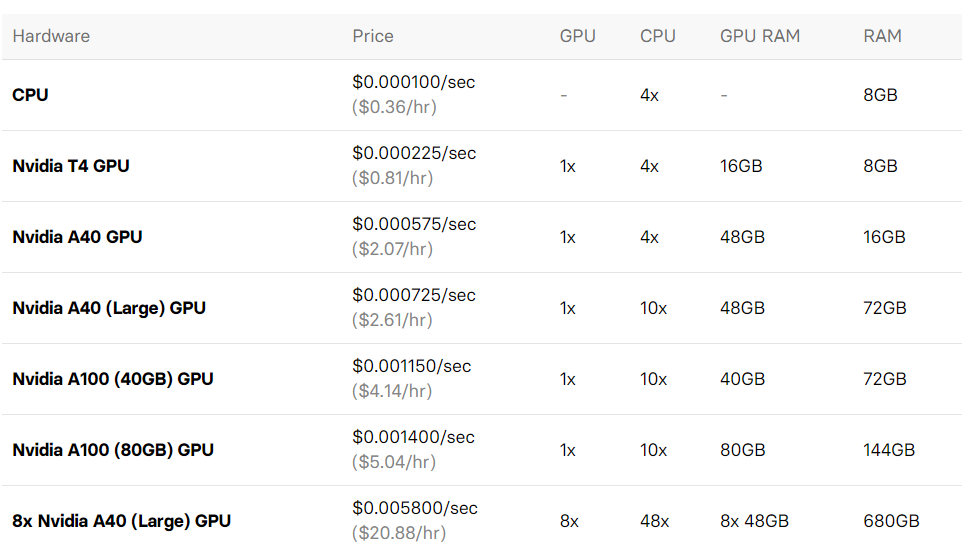 Hardware Price GPU CPU GPU RAM RAM
CPU $0.000100/sec - 4x - 8GB
($0.36/hr)
Nvidia T4 GPU $0.000225/sec 1x 4x 16GB 8GB
($0.81/hr)
Nvidia A40 GPU $0.000575/sec 1x 4x 48GB 16GB
($2.07/hr)
Nvidia A40 (Large) GPU $0.000725/sec 1x 10x 48GB 72GB
($2.61/hr)
Nvidia A100 (40GB) GPU $0.001150/sec 1x 10x 40GB 72GB
($4.14/hr)
Nvidia A100 (80GB) GPU $0.001400/sec 1x 10x 80GB 144GB
($5.04/hr)
8x Nvidia A40 (Large) GPU $0.005800/sec 8x 48x 8x 48GB 680GB
($20.88/hr)